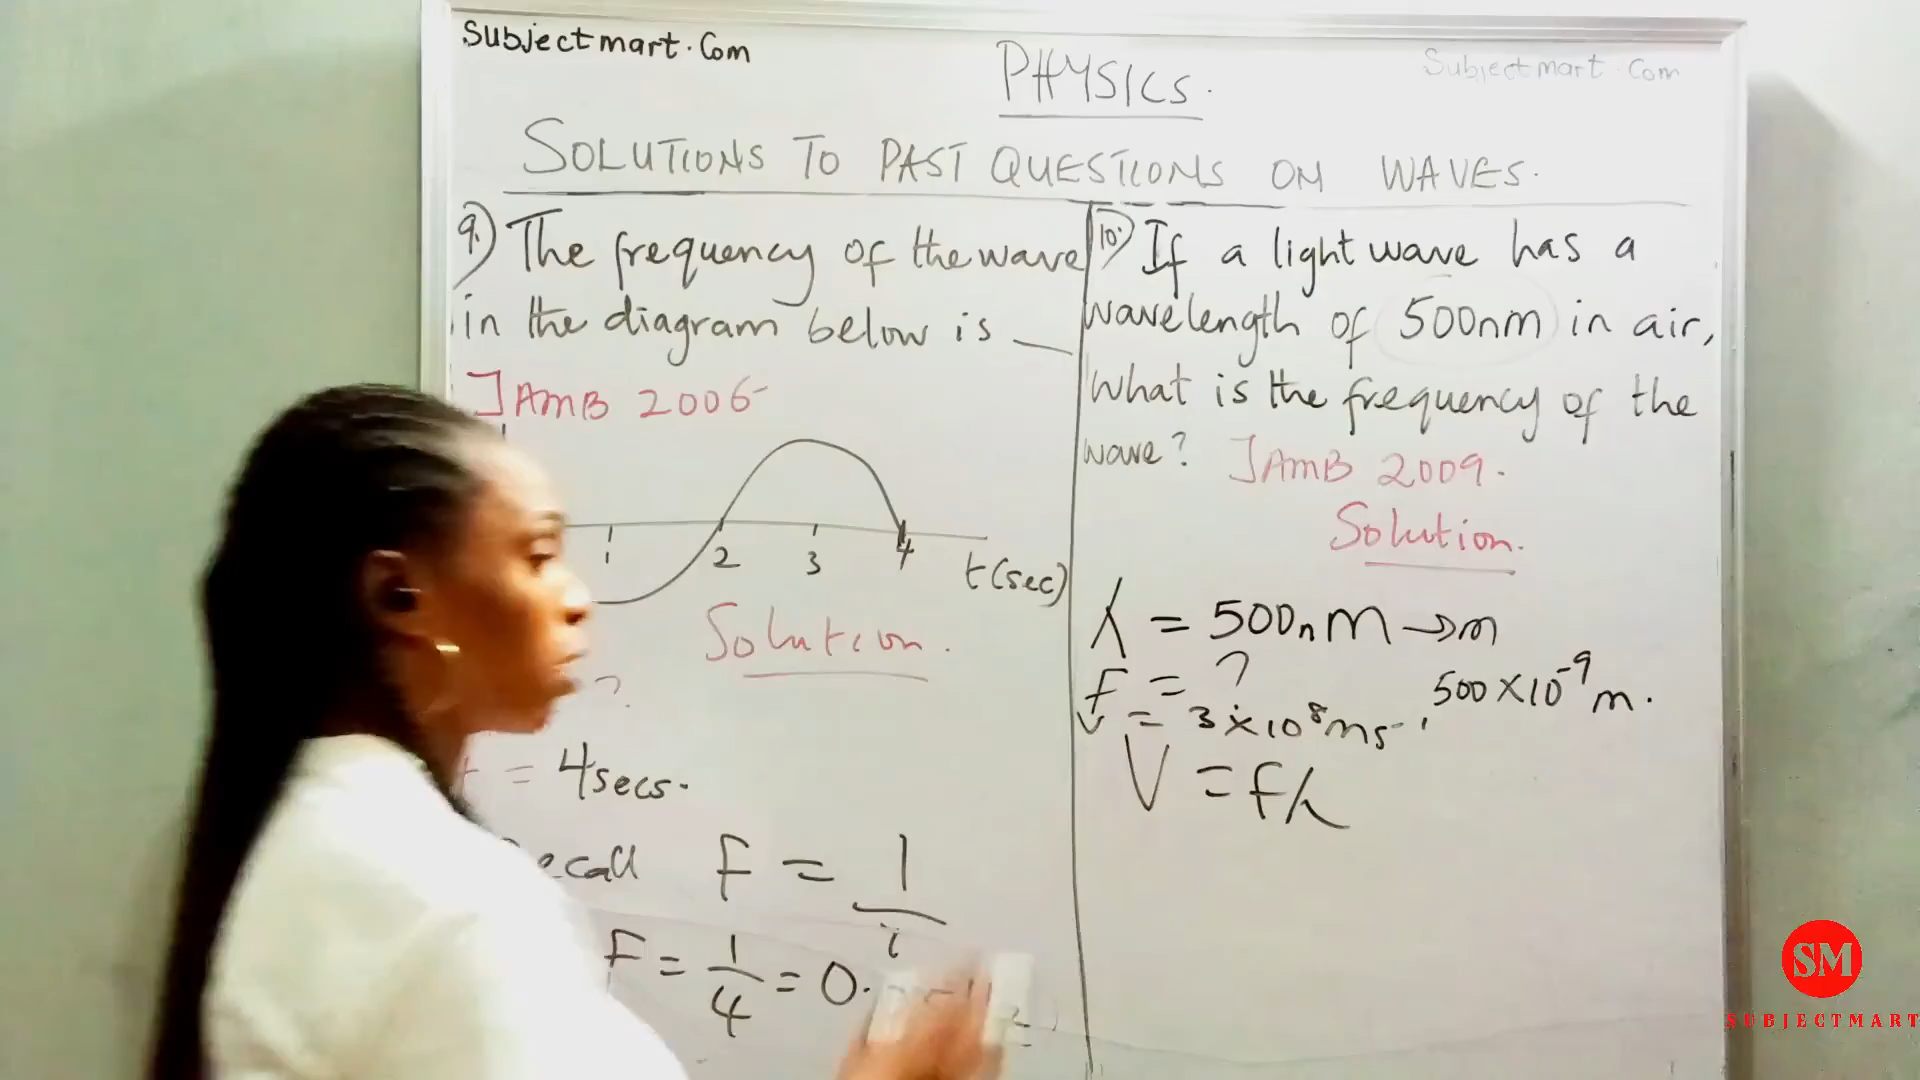 Subjectmart.Com
PHYSICS.
Subjectmart.Com
SOLUTIONS TO PAST QUESTIONS ON WAVES.
9.) The frequency of the wave
in the diagram below is __
JAMB 2006
1 2 3 4
t(sec)
Solution.
?
t = 4secs.
F = 1
F = 1/4 = 0.
10.) If a light wave has a
wavelength of 500nm in air,
What is the frequency of the
wave? JAMB 2009.
Solution.
λ = 500nm → m
f = ?
500 × 10⁻⁹ m.
v = 3 × 10⁸ ms⁻¹
V = fλ
SM
SUBJECTMART